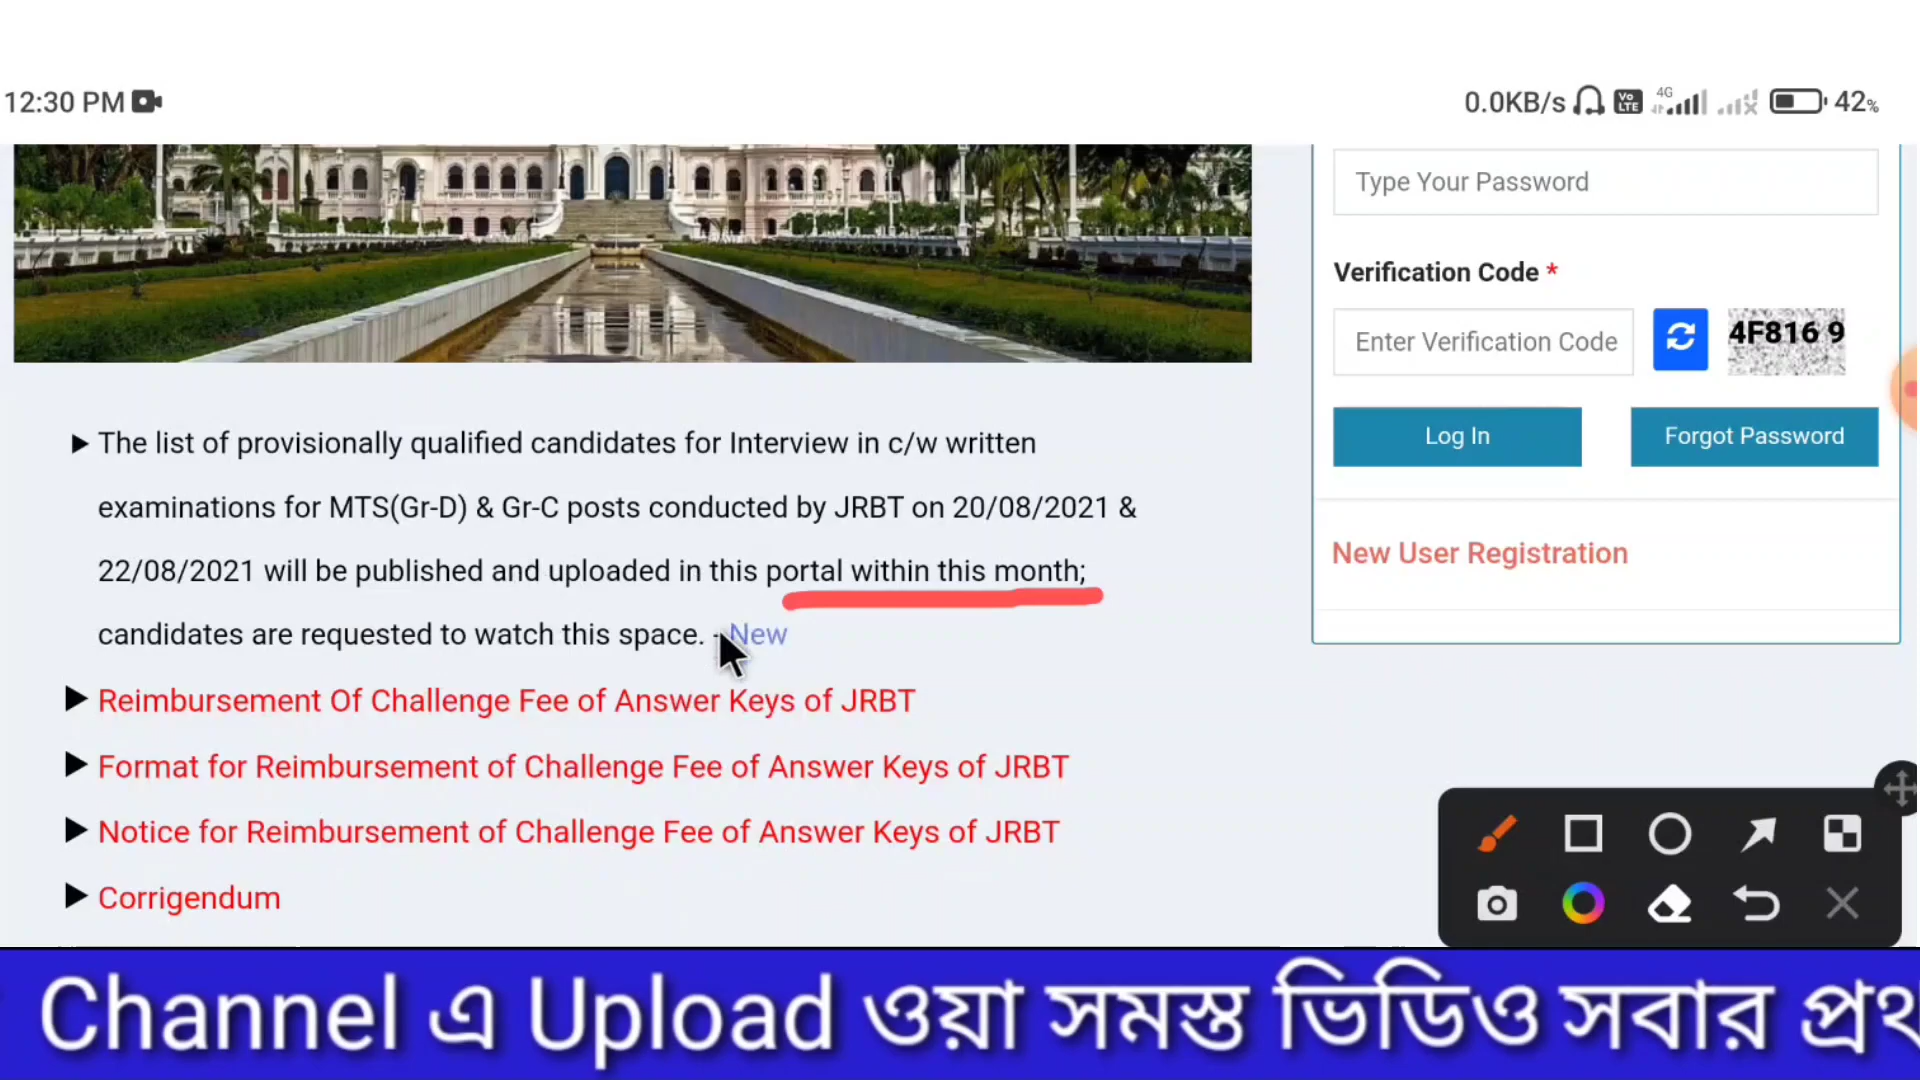 12:30 PM
0.0KB/s Vo LTE 4G 42%
Type Your Password
Verification Code *
Enter Verification Code
4F816 9
Log In
Forgot Password
New User Registration
The list of provisionally qualified candidates for Interview in c/w written
examinations for MTS(Gr-D) & Gr-C posts conducted by JRBT on 20/08/2021 &
22/08/2021 will be published and uploaded in this portal within this month;
candidates are requested to watch this space. - New
Reimbursement Of Challenge Fee of Answer Keys of JRBT
Format for Reimbursement of Challenge Fee of Answer Keys of JRBT
Notice for Reimbursement of Challenge Fee of Answer Keys of JRBT
Corrigendum
Channel এ Upload ওয়া সমস্ত ভিডিও সবার